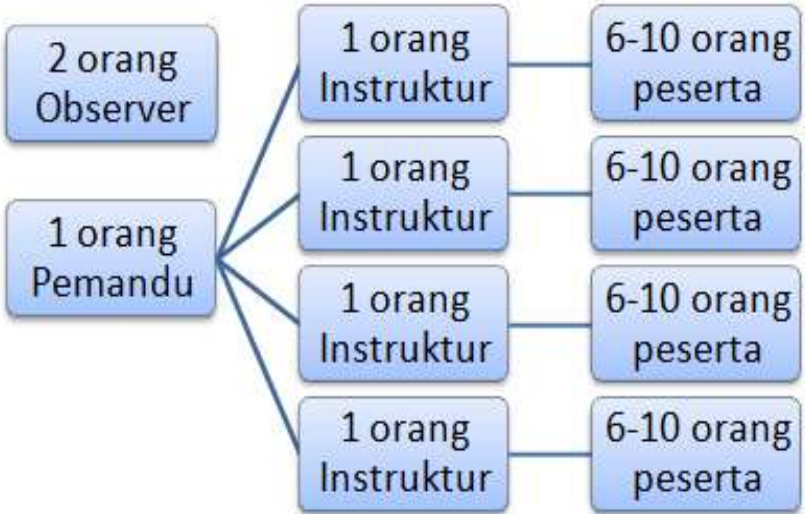 2 orang
Observer
1 orang
Pemandu
1 orang
Instruktur
6-10 orang
peserta
1 orang
Instruktur
6-10 orang
peserta
1 orang
Instruktur
6-10 orang
peserta
1 orang
Instruktur
6-10 orang
peserta